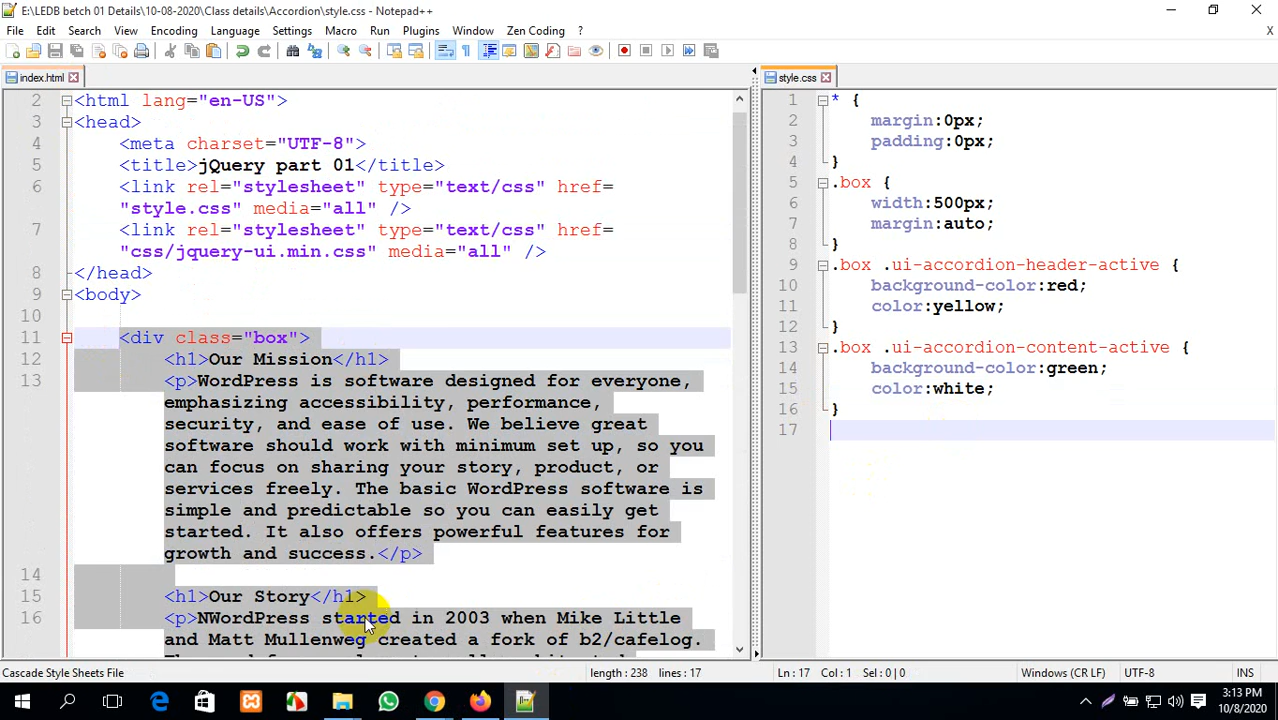 E:\LEDB betch 01 Details\10-08-2020\Class details\Accordion\style.css - Notepad++
File Edit Search View Encoding Language Settings Macro Run Plugins Window Zen Coding ? X
index.html
2 <html lang="en-US">
3 <head>
4 <meta charset="UTF-8">
5 <title>jQuery part 01</title>
6 <link rel="stylesheet" type="text/css" href=
"style.css" media="all" />
7 <link rel="stylesheet" type="text/css" href=
"css/jquery-ui.min.css" media="all" />
8 </head>
9 <body>
10
11 <div class="box">
12 <h1>Our Mission</h1>
13 <p>WordPress is software designed for everyone,
emphasizing accessibility, performance,
security, and ease of use. We believe great
software should work with minimum set up, so you
can focus on sharing your story, product, or
services freely. The basic WordPress software is
simple and predictable so you can easily get
started. It also offers powerful features for
growth and success.</p>
14
15 <h1>Our Story</h1>
16 <p>NWordPress started in 2003 when Mike Little
and Matt Mullenweg created a fork of b2/cafelog.
style.css
1 * {
2 margin:0px;
3 padding:0px;
4 }
5 .box {
6 width:500px;
7 margin:auto;
8 }
9 .box .ui-accordion-header-active {
10 background-color:red;
11 color:yellow;
12 }
13 .box .ui-accordion-content-active {
14 background-color:green;
15 color:white;
16 }
17
Cascade Style Sheets File length : 238 lines : 17 Ln : 17 Col : 1 Sel : 0 | 0 Windows (CR LF) UTF-8 INS
3:13 PM
10/8/2020